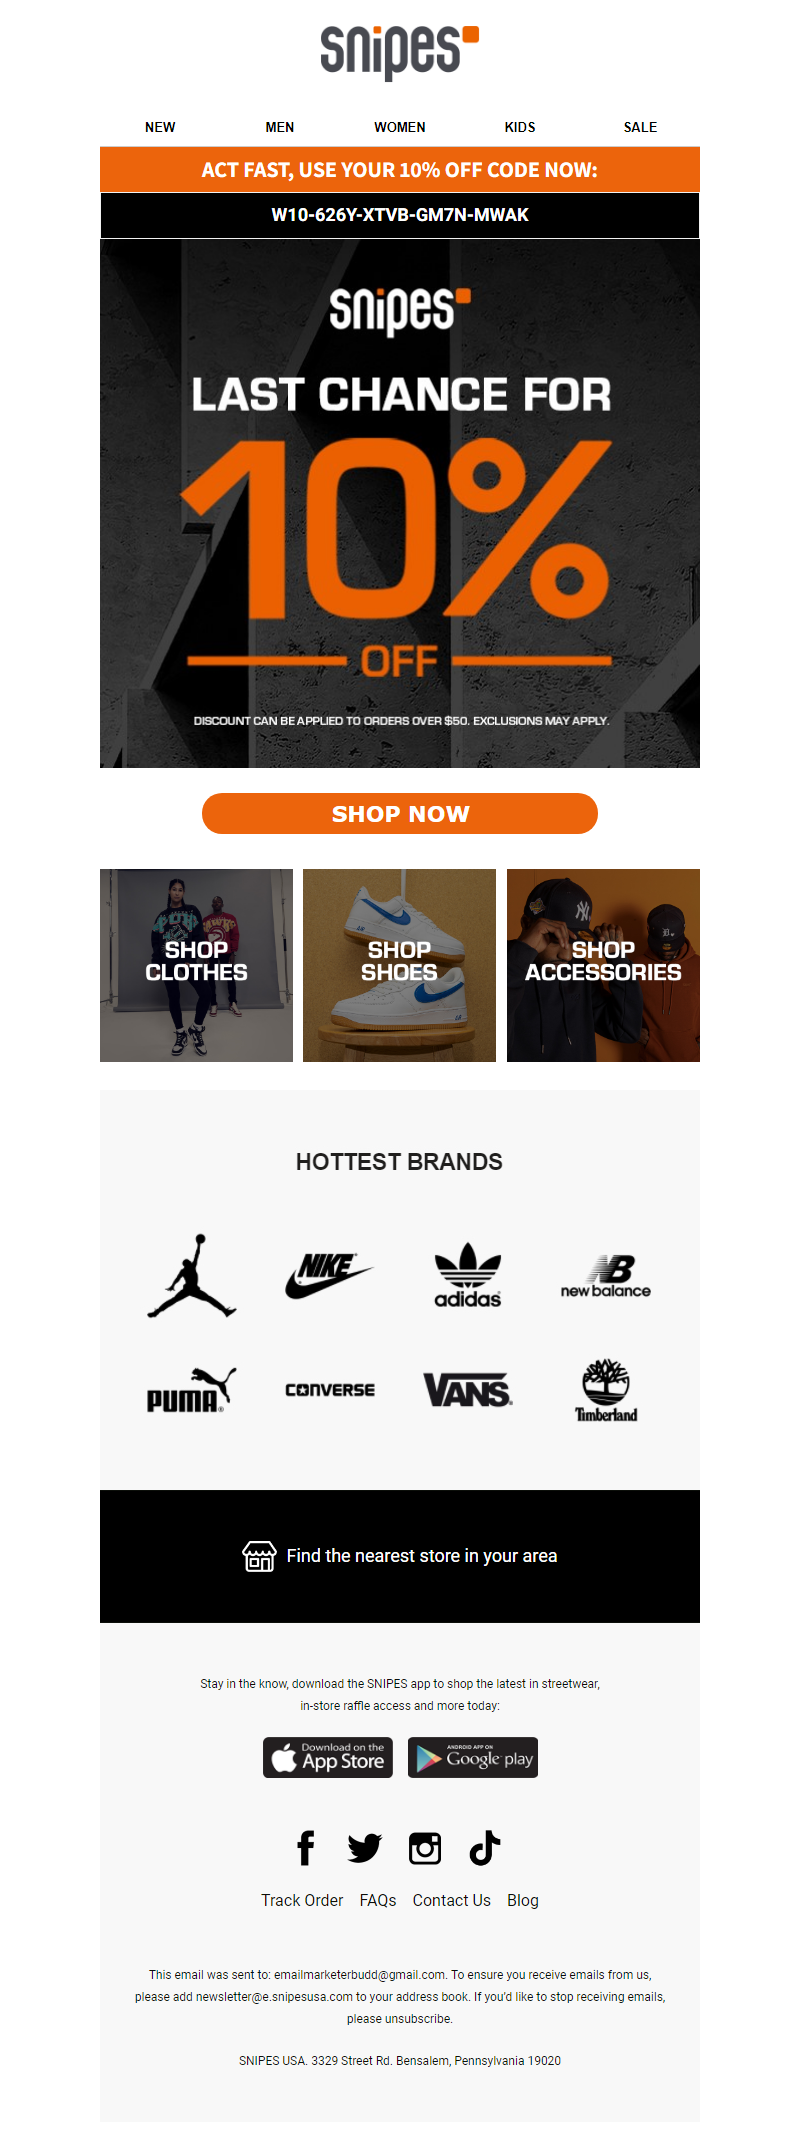 snipes
NEW MEN WOMEN KIDS SALE
ACT FAST, USE YOUR 10% OFF CODE NOW:
W10-626Y-XTVB-GM7N-MWAK
snipes
LAST CHANCE FOR
10%
OFF
DISCOUNT CAN BE APPLIED TO ORDERS OVER $50. EXCLUSIONS MAY APPLY.
SHOP NOW
SHOP
CLOTHES
SHOP
SHOES
SHOP
ACCESSORIES
HOTTEST BRANDS
NIKE
adidas
NB
new balance
PUMA
CONVERSE
VANS
Timberland
Find the nearest store in your area
Stay in the know, download the SNIPES app to shop the latest in streetwear,
in-store raffle access and more today:
Download on the
App Store
ANDROID APP ON
Google play
Track Order FAQs Contact Us Blog
This email was sent to: emailmarketerbudd@gmail.com. To ensure you receive emails from us,
please add newsletter@e.snipesusa.com to your address book. If you'd like to stop receiving emails,
please unsubscribe.
SNIPES USA. 3329 Street Rd. Bensalem, Pennsylvania 19020